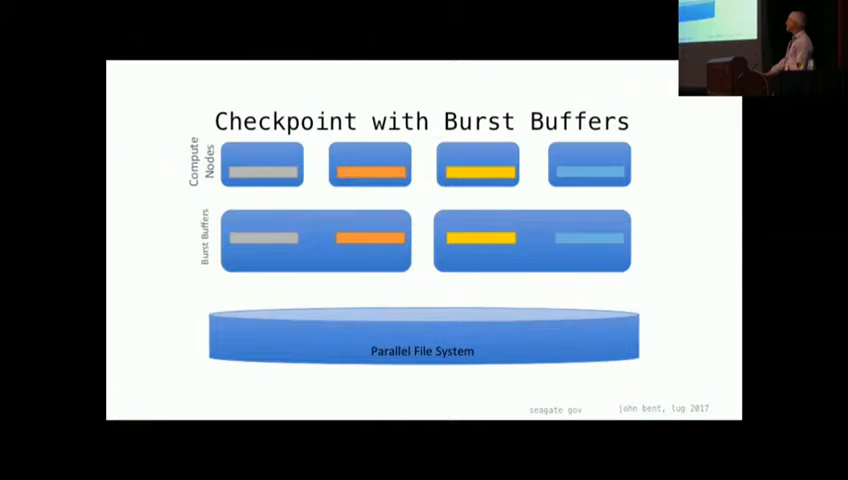 Checkpoint with Burst Buffers
Compute
Nodes
Burst Buffers
Parallel File System
seagate gov
john bent, lug 2017